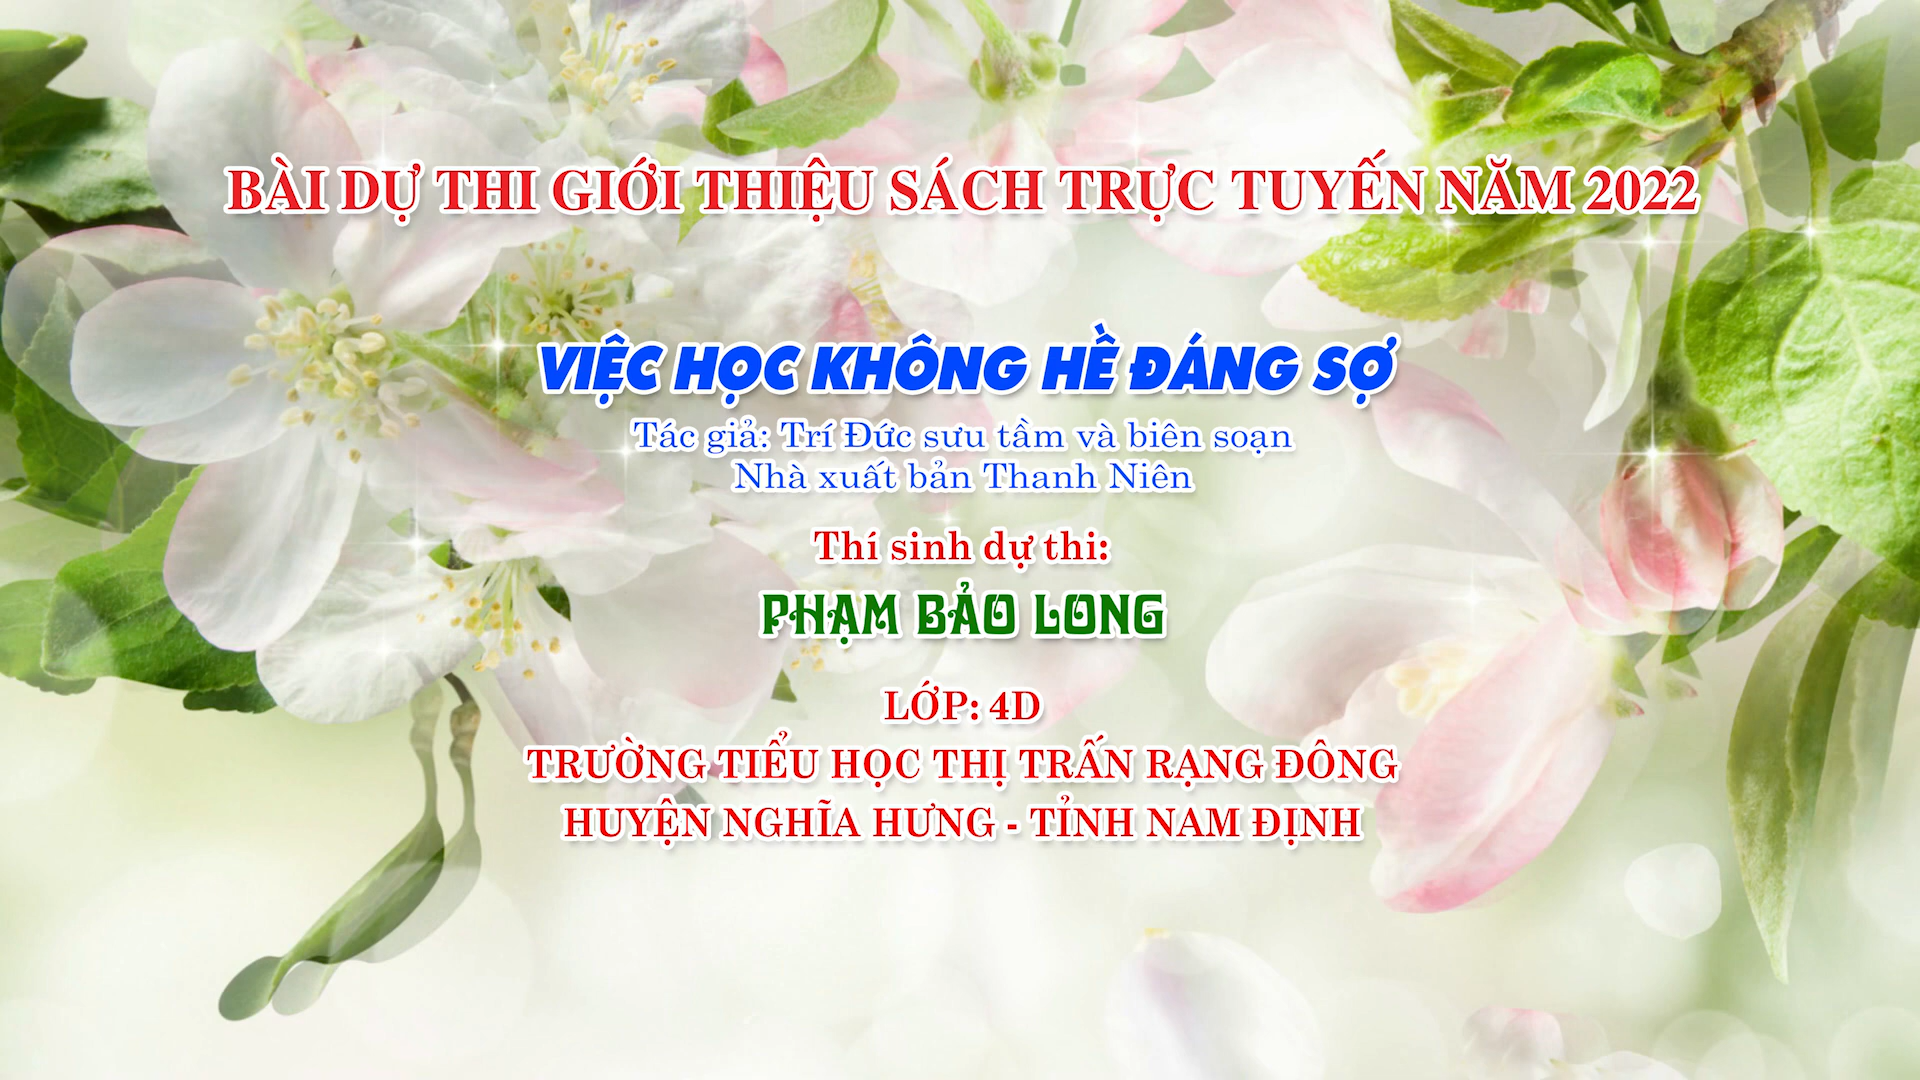 BÀI DỰ THI GIỚI THIỆU SÁCH TRỰC TUYẾN NĂM 2022
VIỆC HỌC KHÔNG HỀ ĐÁNG SỢ
Tác giả: Trí Đức sưu tầm và biên soạn
Nhà xuất bản Thanh Niên
Thí sinh dự thi:
PHẠM BẢO LONG
LỚP: 4D
TRƯỜNG TIỂU HỌC THỊ TRẤN RẠNG ĐÔNG
HUYỆN NGHĨA HƯNG - TỈNH NAM ĐỊNH